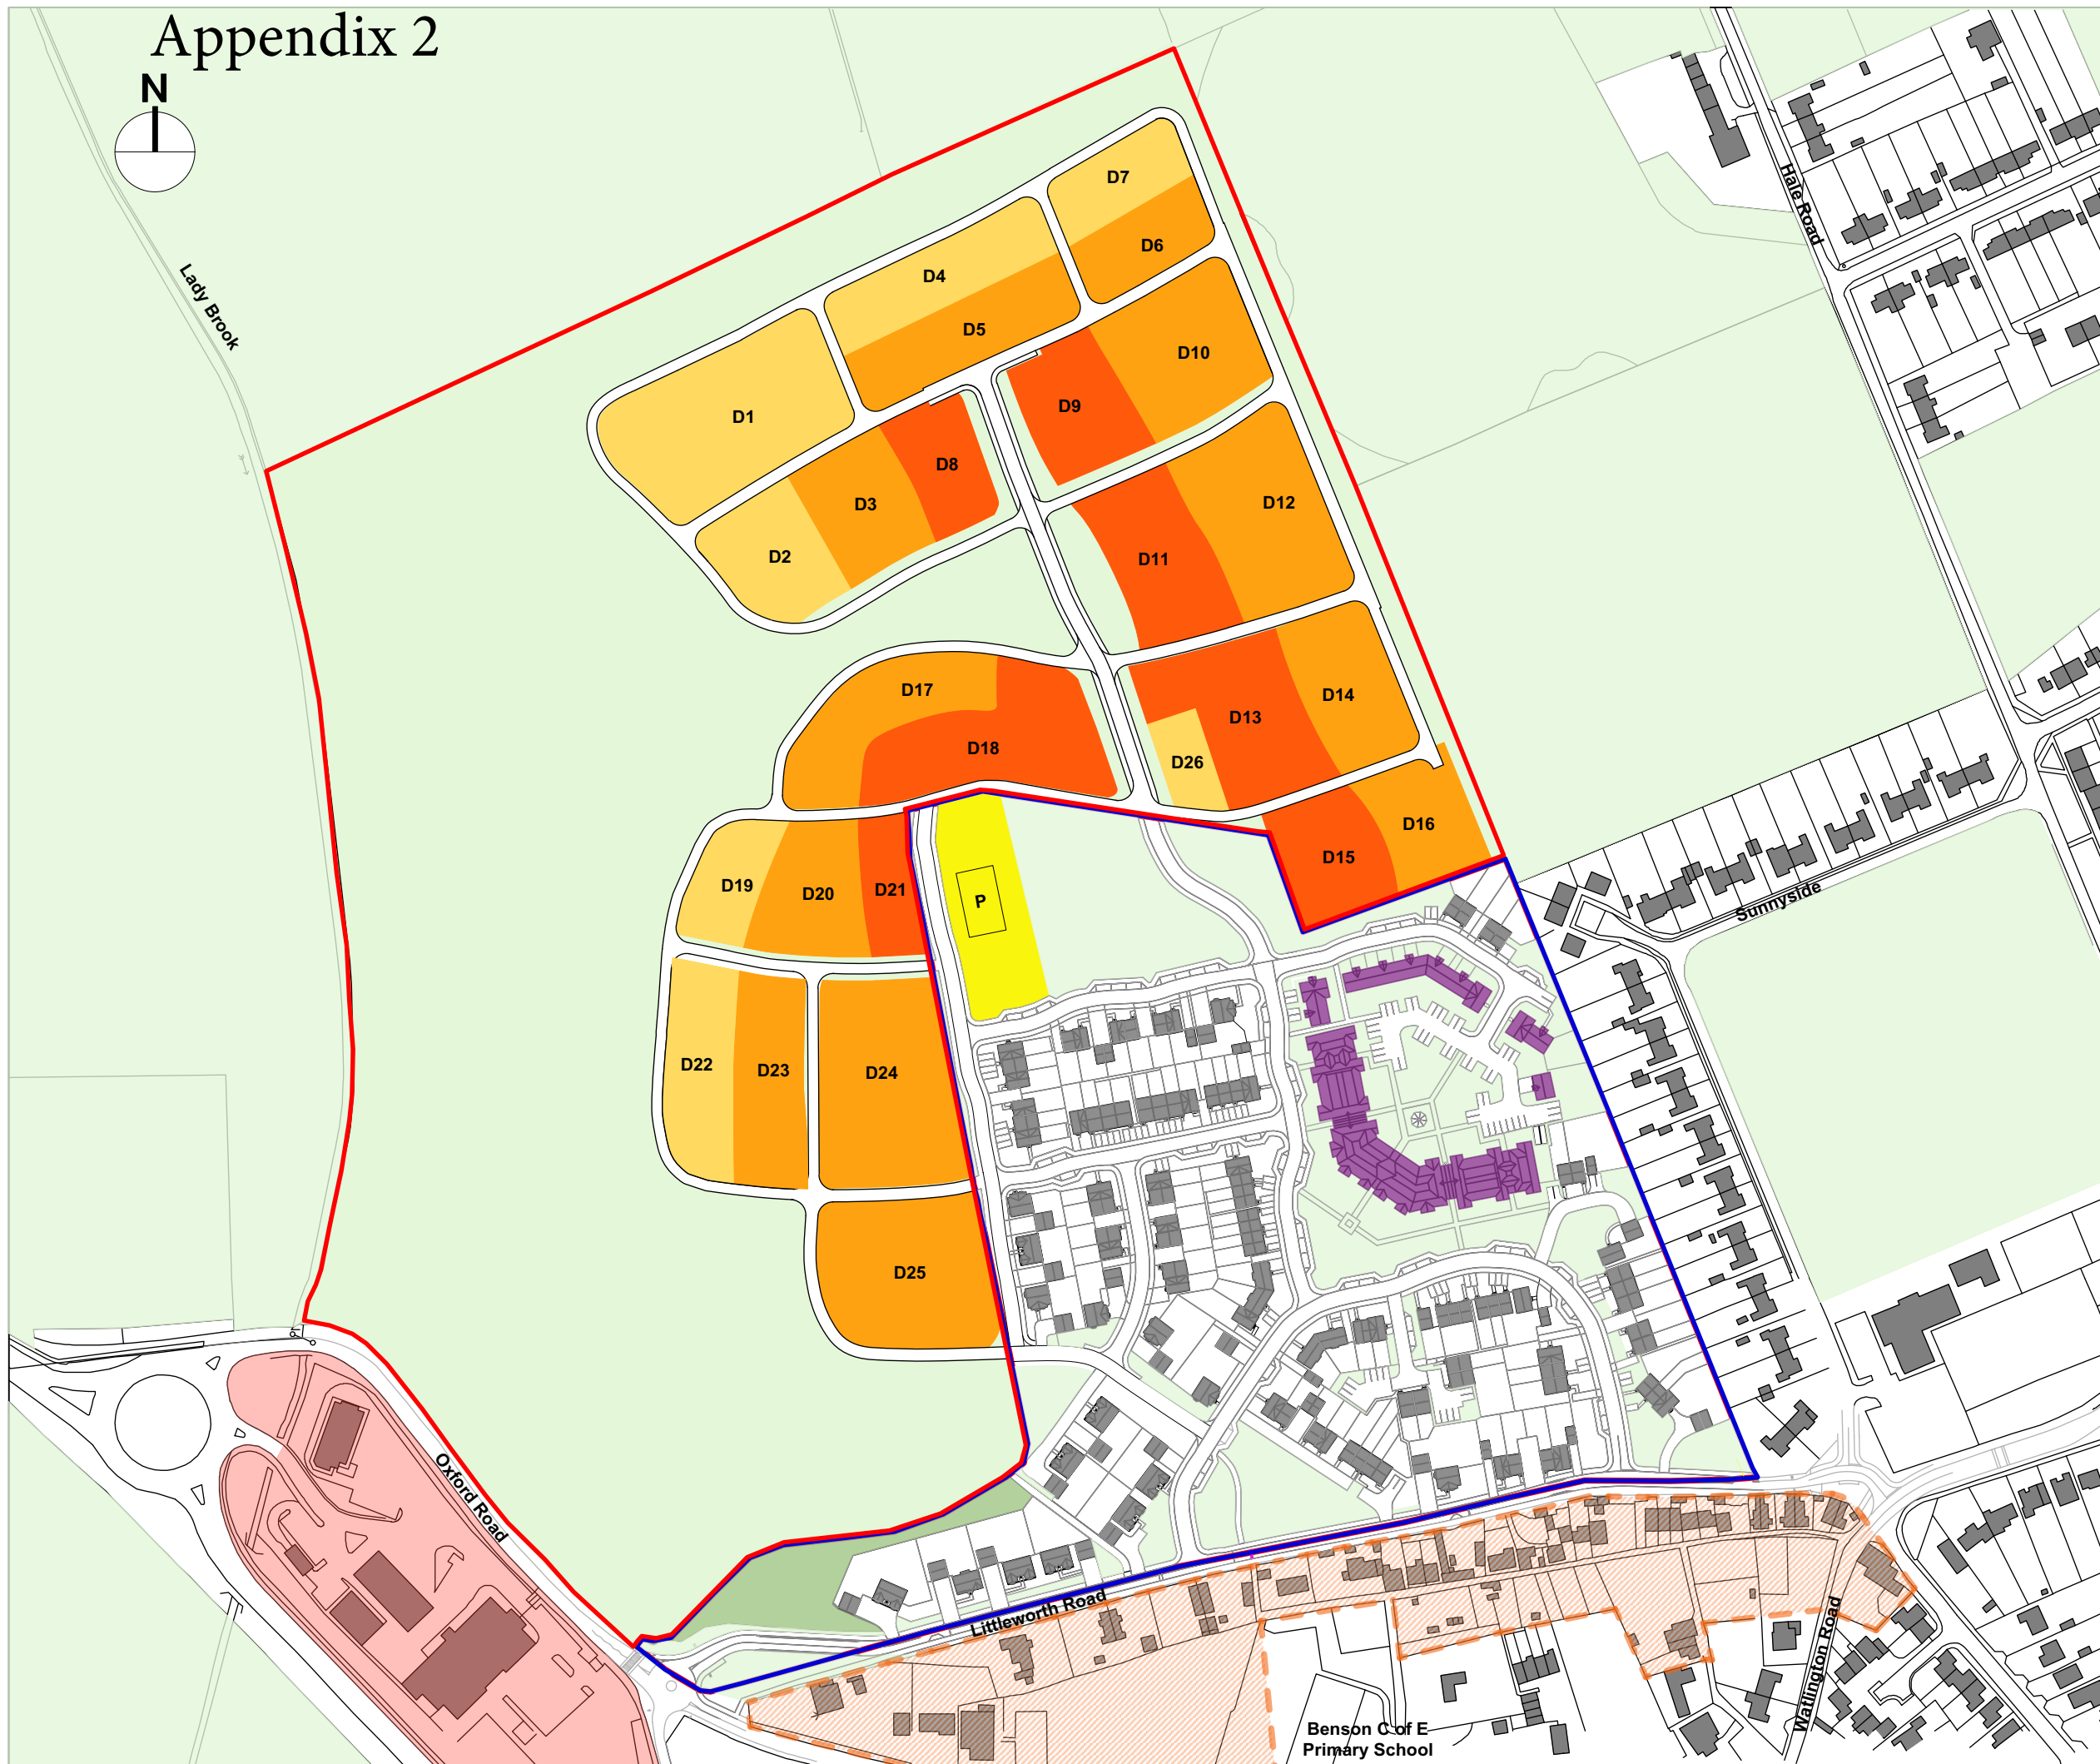 Appendix 2
N
Lady Brook
Hale Road
D7
D6
D4
D5
D10
D1
D9
D8
D3
D12
D2
D11
D17
D14
D13
D18
D26
D16
D15
D19
D20
D21
P
D22
D23
D24
D25
Sunnyside
Oxford Road
Littleworth Road
Watlington Road
Benson C of E
Primary School